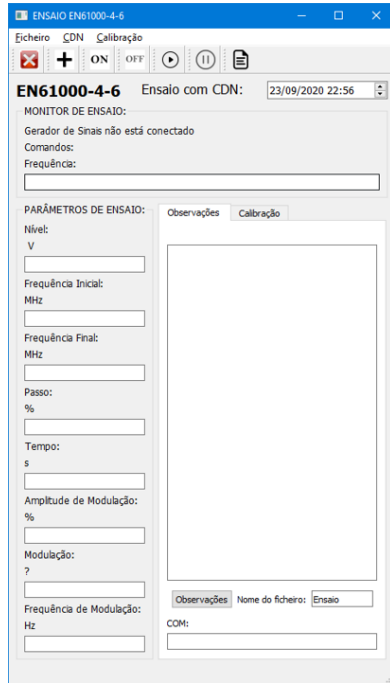 ENSAIO EN61000-4-6
Ficheiro CDN Calibração
ON OFF
EN61000-4-6 Ensaio com CDN: 23/09/2020 22:56
MONITOR DE ENSAIO:
Gerador de Sinais não está conectado
Comandos:
Frequência:
PARÂMETROS DE ENSAIO:
Nível:
V
Frequência Inicial:
MHz
Frequência Final:
MHz
Passo:
%
Tempo:
s
Amplitude de Modulação:
%
Modulação:
?
Frequência de Modulação:
Hz
Observações Calibração
Observações Nome do ficheiro: Ensaio
COM: